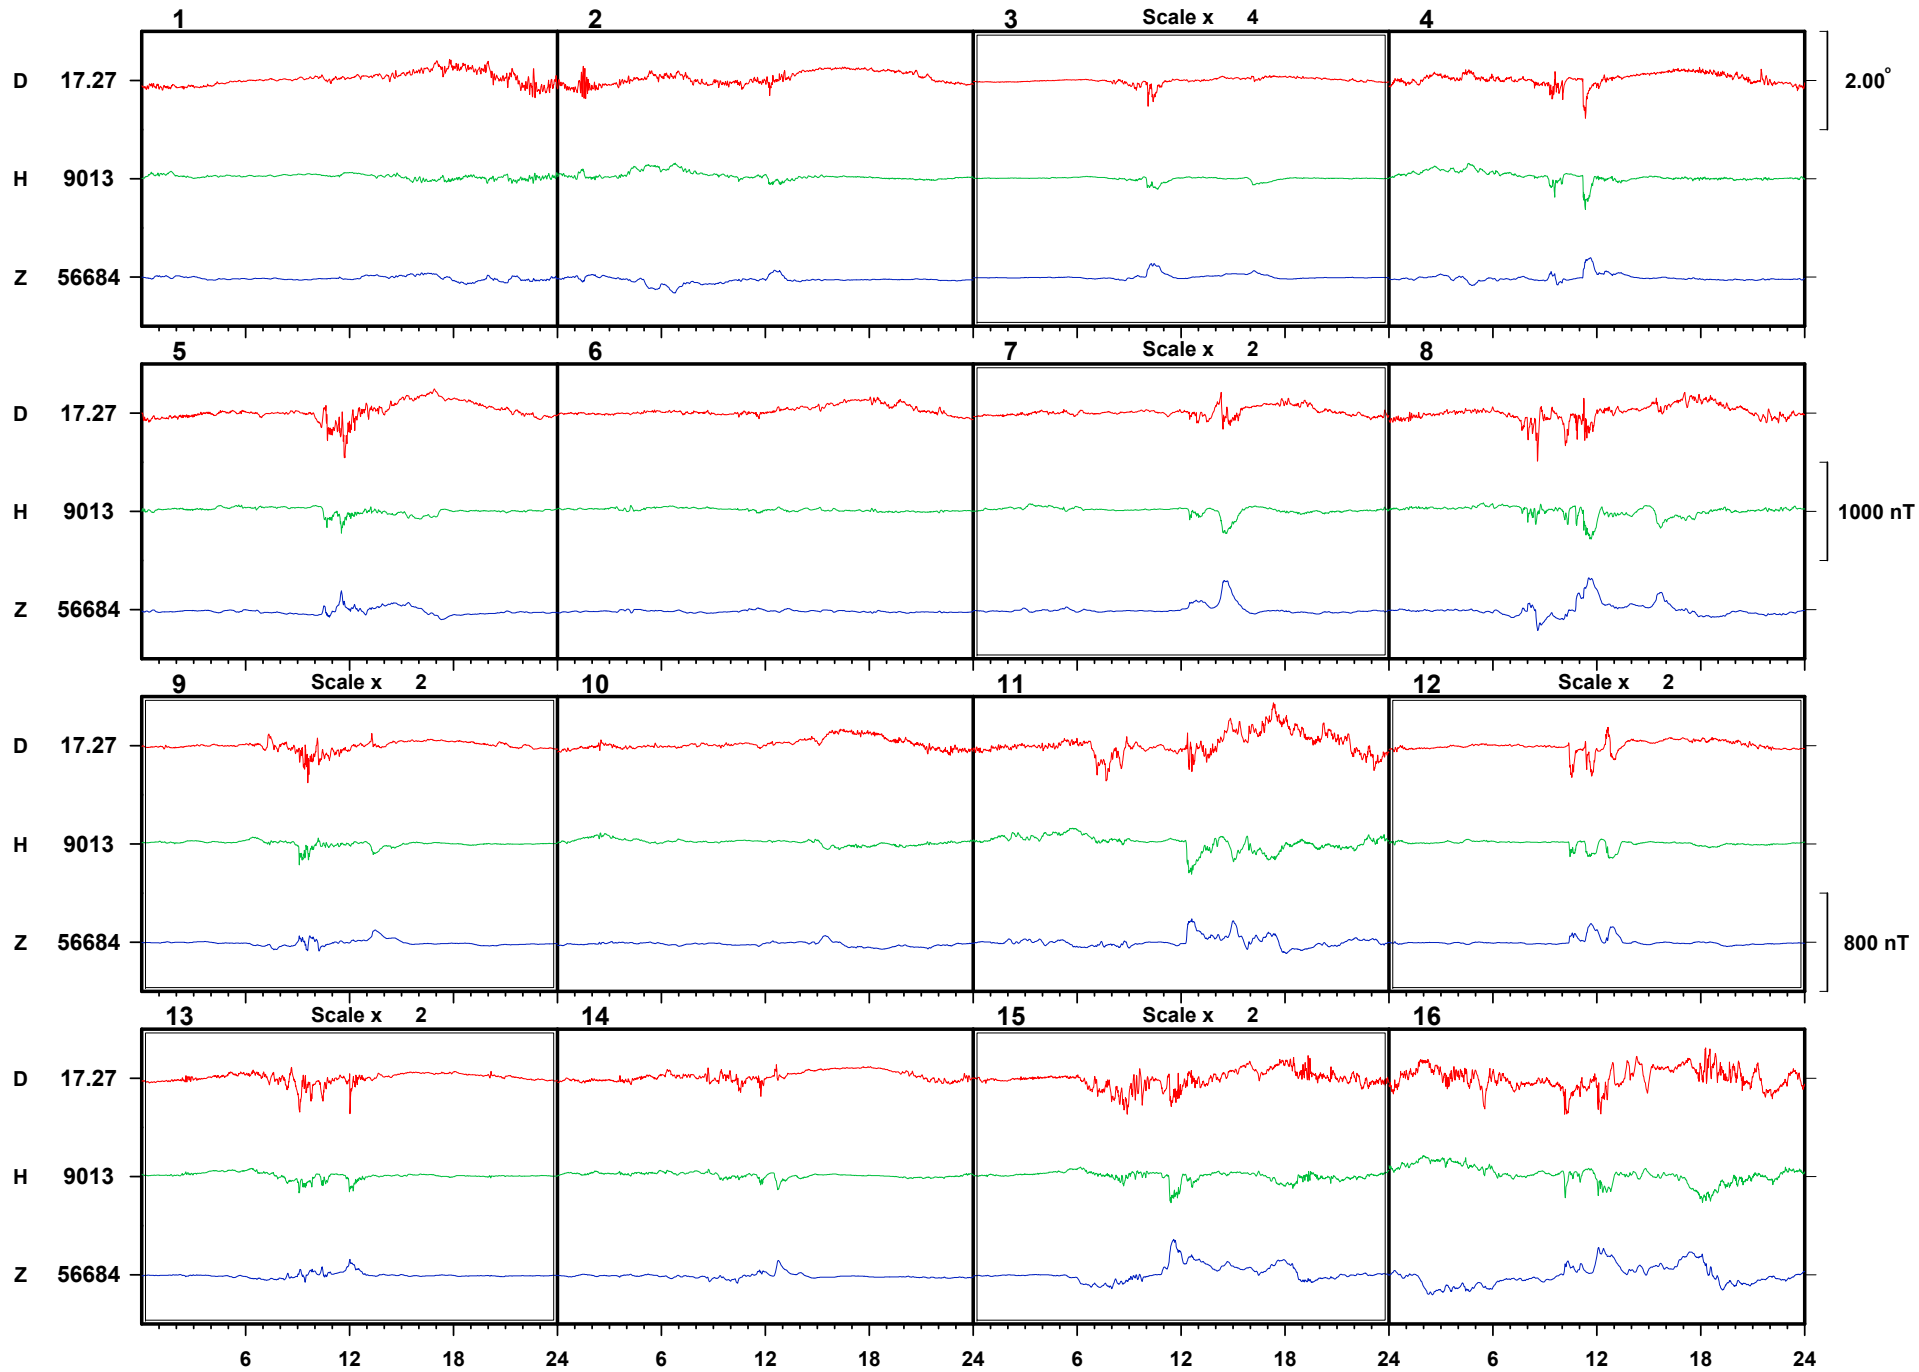 1 2 3 Scale x 4 4
D 17.27 2.00°
H 9013
Z 56684
5 6 7 Scale x 2 8
D 17.27
H 9013 1000 nT
Z 56684
9 Scale x 2 10 11 12 Scale x 2
D 17.27
H 9013
Z 56684 800 nT
13 Scale x 2 14 15 Scale x 2 16
D 17.27
H 9013
Z 56684
6 12 18 24 6 12 18 24 6 12 18 24 6 12 18 24